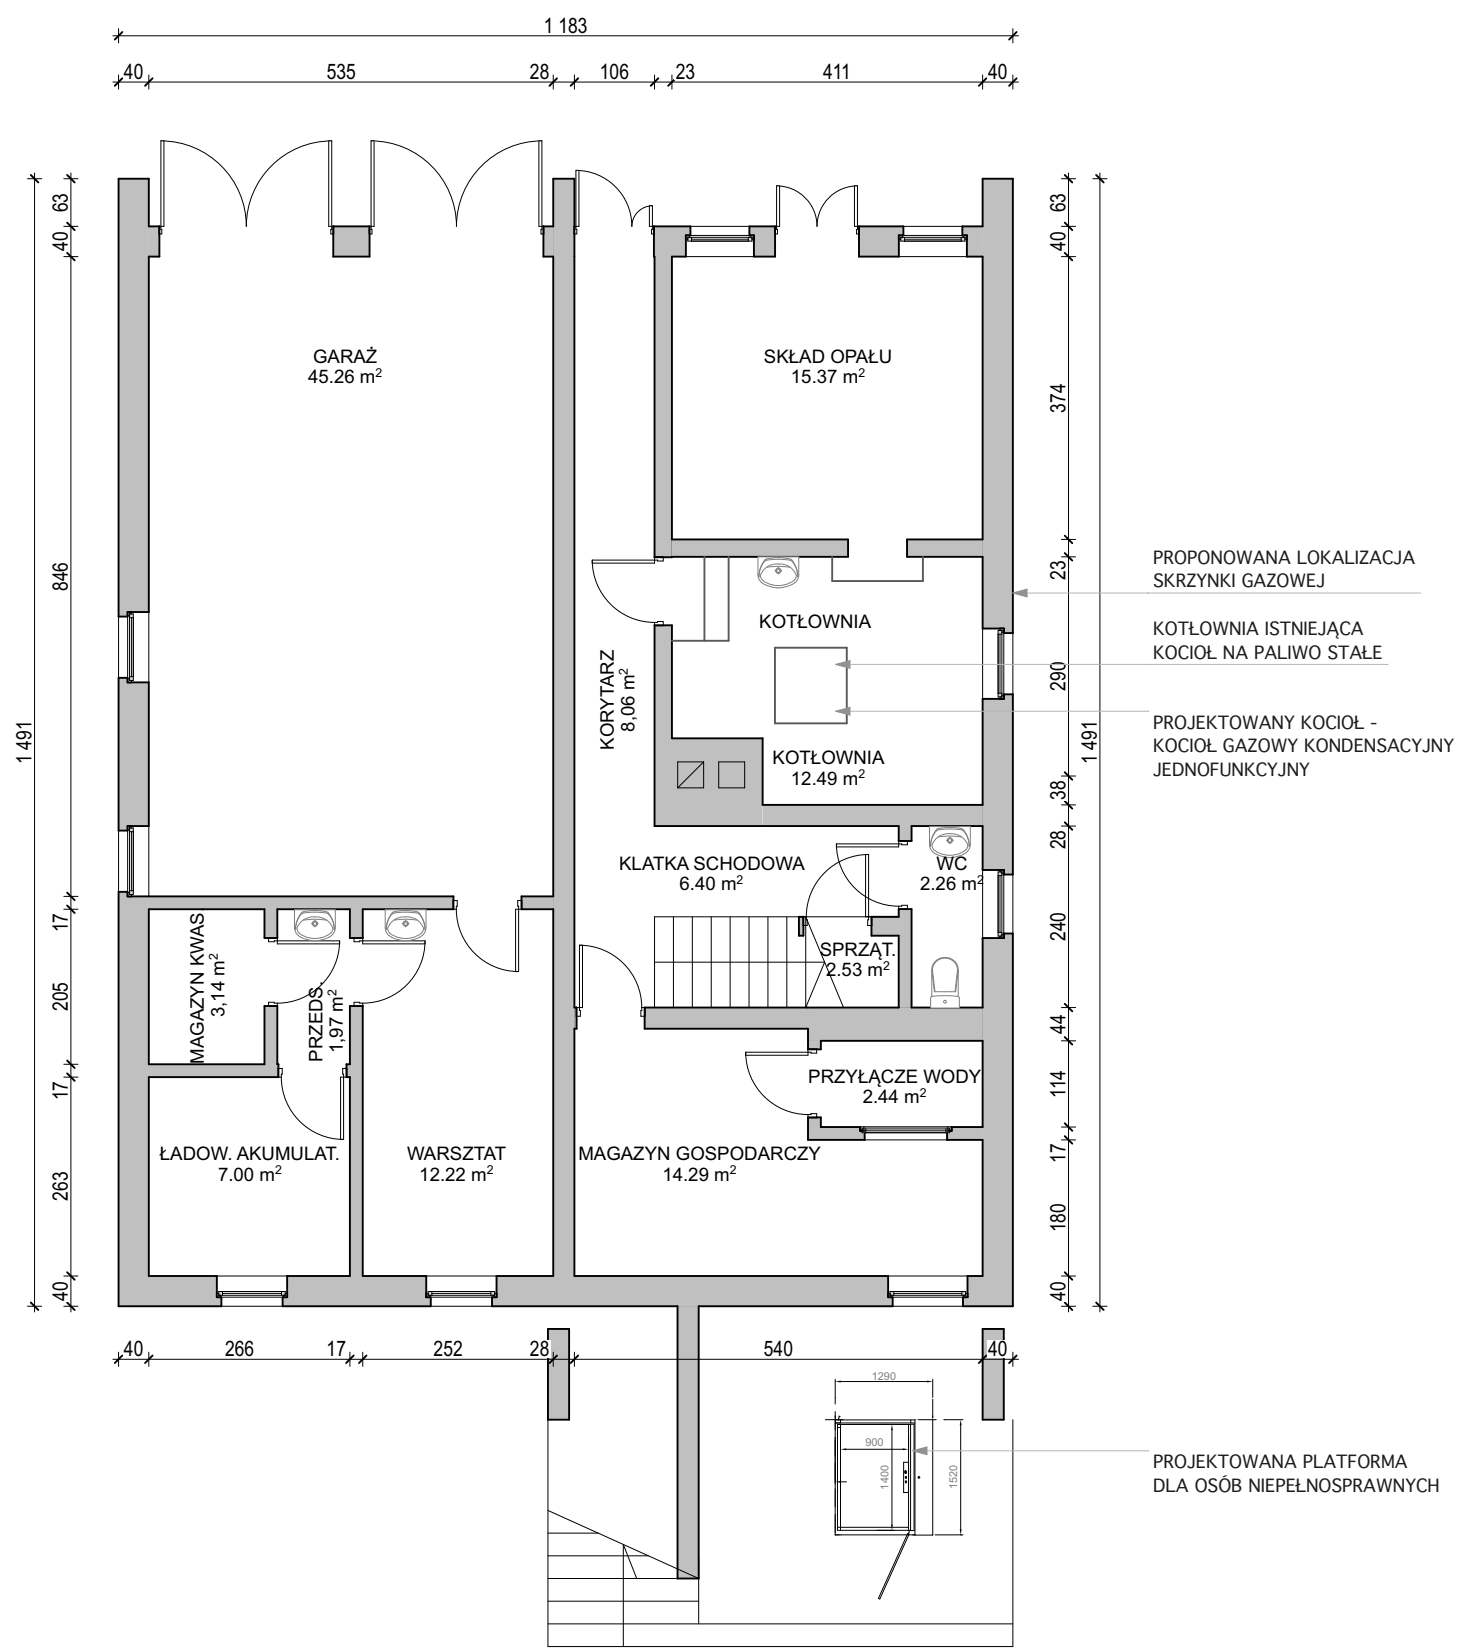 1 183
40 535 28 106 23 411 40
63
40
846
17
205
17
263
40
1 491
63
40
374
23
290
38
28
240
44
114
17
180
40
1 491
GARAŻ
45.26 m²
SKŁAD OPAŁU
15.37 m²
KOTŁOWNIA
KORYTARZ
8,06 m²
KOTŁOWNIA
12.49 m²
KLATKA SCHODOWA
6.40 m²
WC
2.26 m²
SPRZĄT.
2.53 m²
MAGAZYN KWAS
3,14 m²
PRZEDS.
1,97 m²
PRZYŁĄCZE WODY
2.44 m²
ŁADOW. AKUMULAT.
7.00 m²
WARSZTAT
12.22 m²
MAGAZYN GOSPODARCZY
14.29 m²
PROPONOWANA LOKALIZACJA
SKRZYNKI GAZOWEJ
KOTŁOWNIA ISTNIEJĄCA
KOCIOŁ NA PALIWO STAŁE
PROJEKTOWANY KOCIOŁ -
KOCIOŁ GAZOWY KONDENSACYJNY
JEDNOFUNKCYJNY
40 266 17 252 28 540 40
1290
900
1400
1520
PROJEKTOWANA PLATFORMA
DLA OSÓB NIEPEŁNOSPRAWNYCH